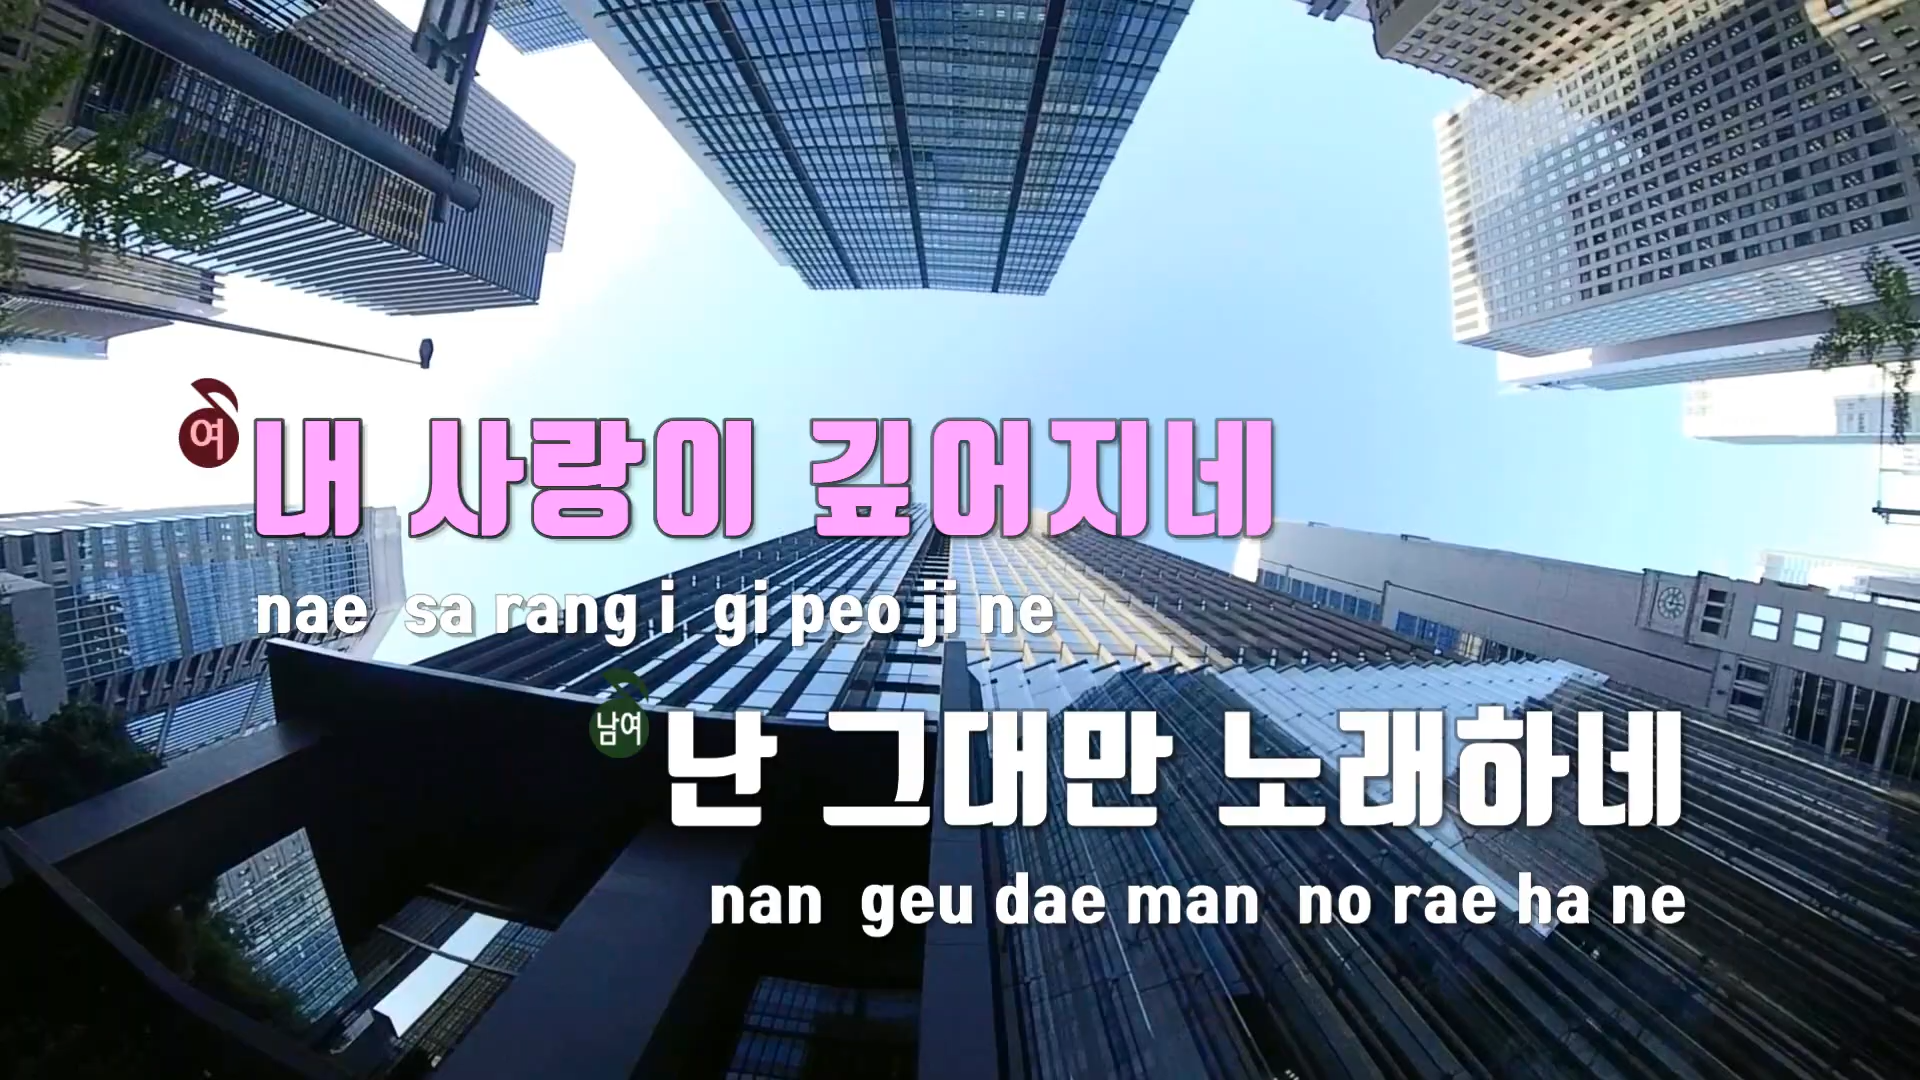 여 내 사랑이 깊어지네
nae sa rang i gi peo ji ne
남여 난 그대만 노래하네
nan geu dae man no rae ha ne